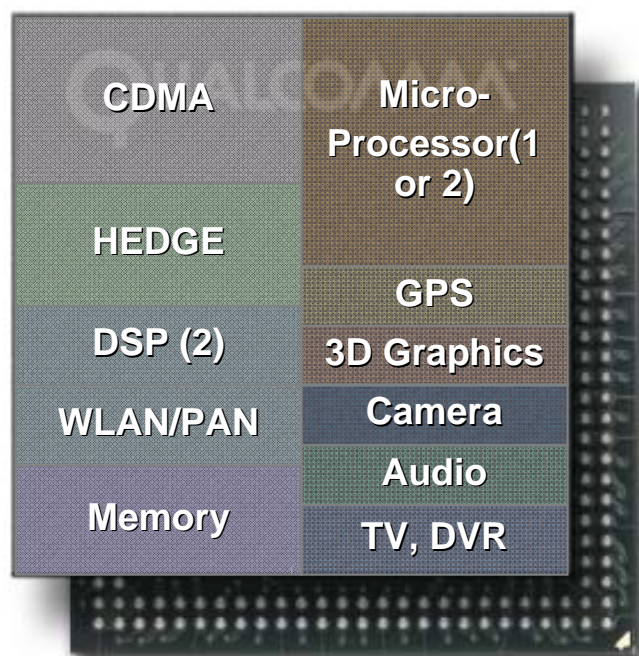 QUALCOMM
CDMA
HEDGE
DSP (2)
WLAN/PAN
Memory
Micro-
Processor(1
or 2)
GPS
3D Graphics
Camera
Audio
TV, DVR